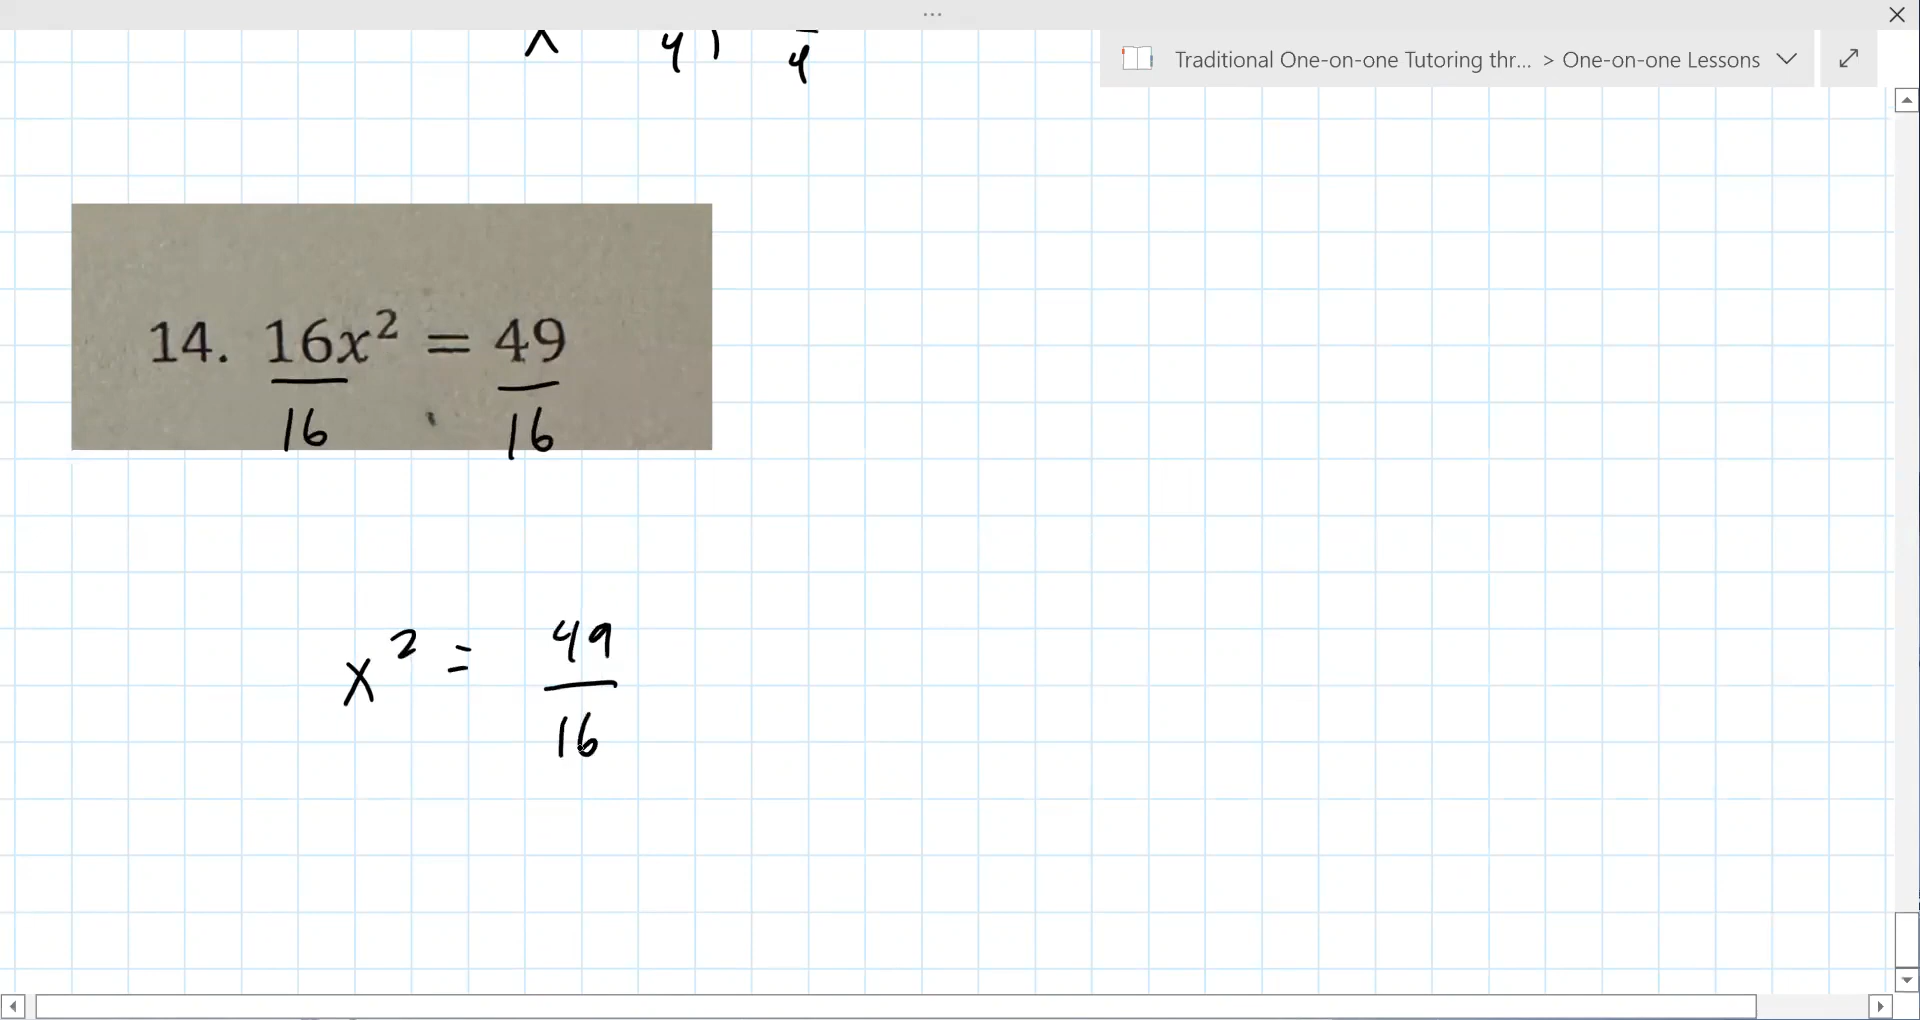 Traditional One-on-one Tutoring thr... > One-on-one Lessons
14. 16x² = 49
16 16
x² = 49
16